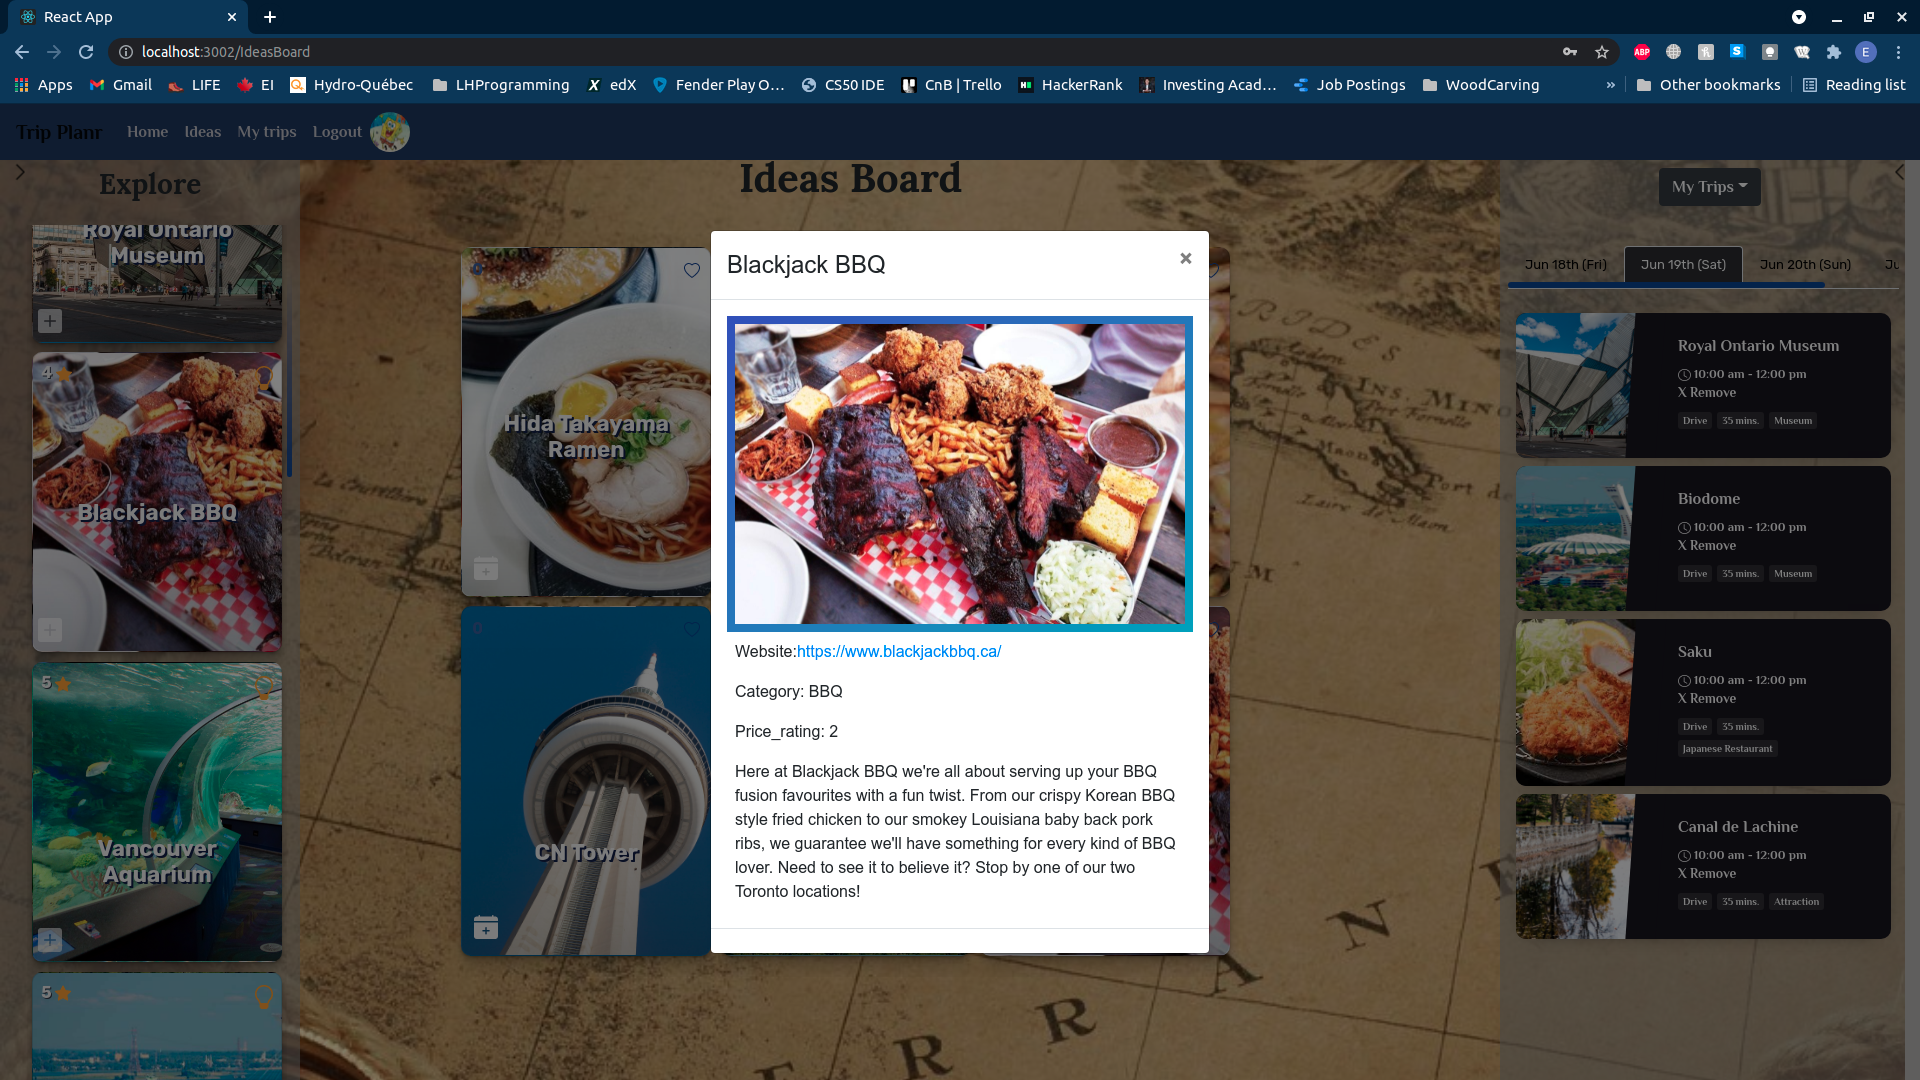 React App
localhost:3002/IdeasBoard
ABP
E
Apps
Gmail
LIFE
EI
Hydro-Québec
LHProgramming
edX
Fender Play O...
CS50 IDE
CnB | Trello
HackerRank
Investing Acad...
Job Postings
WoodCarving
»
Other bookmarks
Reading list
Trip Planr
Home
Ideas
My trips
Logout
Explore
Royal Ontario
Museum
4
Blackjack BBQ
5
Vancouver
Aquarium
5
Ideas Board
Hida Takayama
Ramen
0
CN Tower
Blackjack BBQ
×
Website:https://www.blackjackbbq.ca/
Category: BBQ
Price_rating: 2
Here at Blackjack BBQ we're all about serving up your BBQ
fusion favourites with a fun twist. From our crispy Korean BBQ
style fried chicken to our smokey Louisiana baby back pork
ribs, we guarantee we'll have something for every kind of BBQ
lover. Need to see it to believe it? Stop by one of our two
Toronto locations!
My Trips
Jun 18th (Fri)
Jun 19th (Sat)
Jun 20th (Sun)
Ju
Royal Ontario Museum
10:00 am - 12:00 pm
X Remove
Drive 35 mins. Museum
Biodome
10:00 am - 12:00 pm
X Remove
Drive 35 mins. Museum
Saku
10:00 am - 12:00 pm
X Remove
Drive 35 mins.
Japanese Restaurant
Canal de Lachine
10:00 am - 12:00 pm
X Remove
Drive 35 mins. Attraction